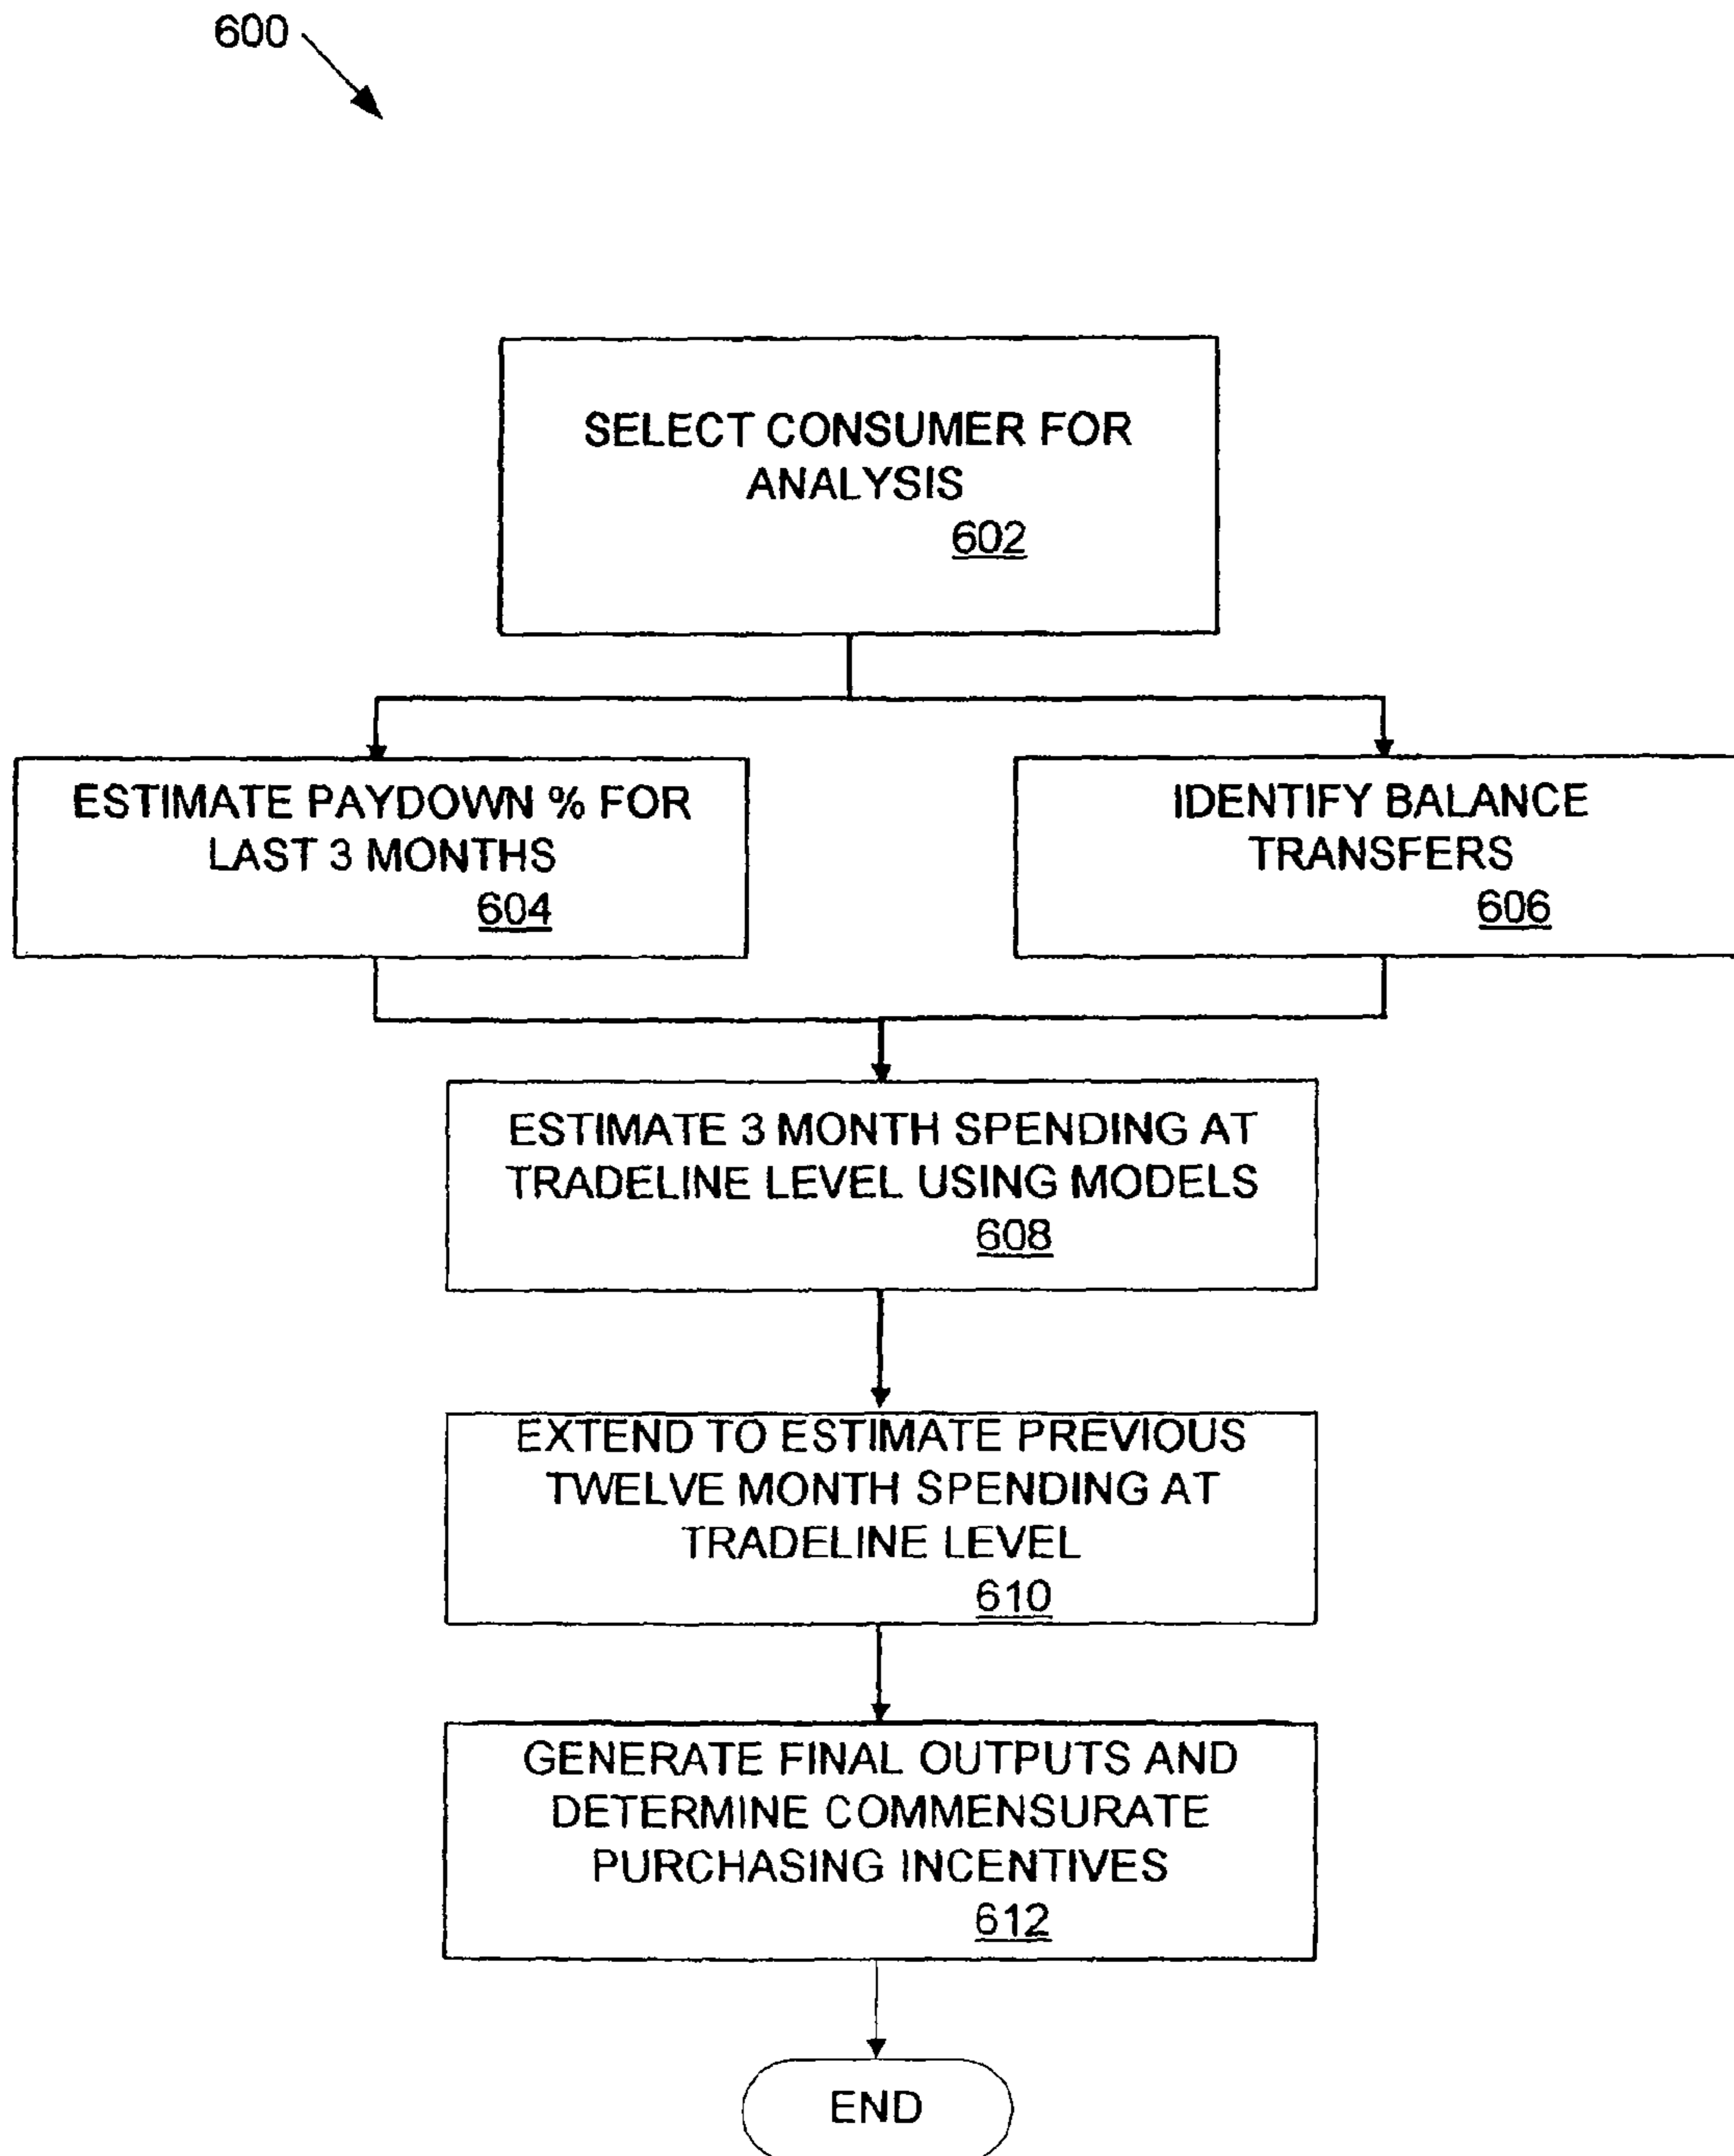 600
SELECT CONSUMER FOR
ANALYSIS
602
ESTIMATE PAYDOWN % FOR
LAST 3 MONTHS
604
IDENTIFY BALANCE
TRANSFERS
606
ESTIMATE 3 MONTH SPENDING AT
TRADELINE LEVEL USING MODELS
608
EXTEND TO ESTIMATE PREVIOUS
TWELVE MONTH SPENDING AT
TRADELINE LEVEL
610
GENERATE FINAL OUTPUTS AND
DETERMINE COMMENSURATE
PURCHASING INCENTIVES
612
END